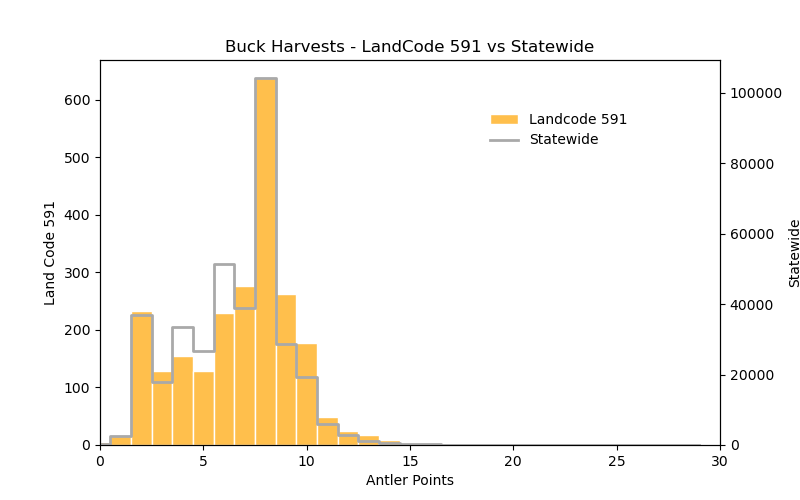 Buck Harvests - LandCode 591 vs Statewide
Landcode 591
Statewide
Land Code 591
600
500
400
300
200
100
0
100000
80000
60000
40000
20000
0
Statewide
0 5 10 15 20 25 30
Antler Points